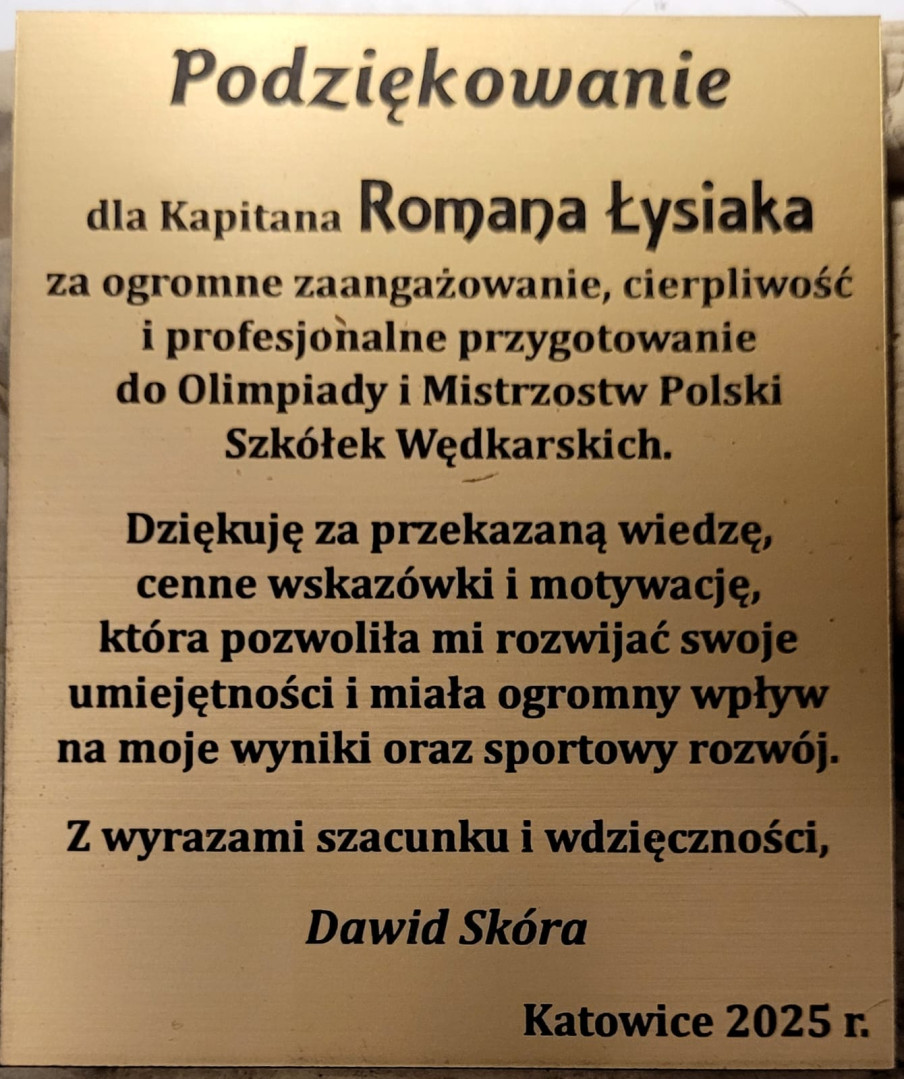 Podziękowanie
dla Kapitana Romana Łysiaka
za ogromne zaangażowanie, cierpliwość
i profesjonalne przygotowanie
do Olimpiady i Mistrzostw Polski
Szkółek Wędkarskich.
Dziękuję za przekazaną wiedzę,
cenne wskazówki i motywację,
która pozwoliła mi rozwijać swoje
umiejętności i miała ogromny wpływ
na moje wyniki oraz sportowy rozwój.
Z wyrazami szacunku i wdzięczności,
Dawid Skóra
Katowice 2025 r.